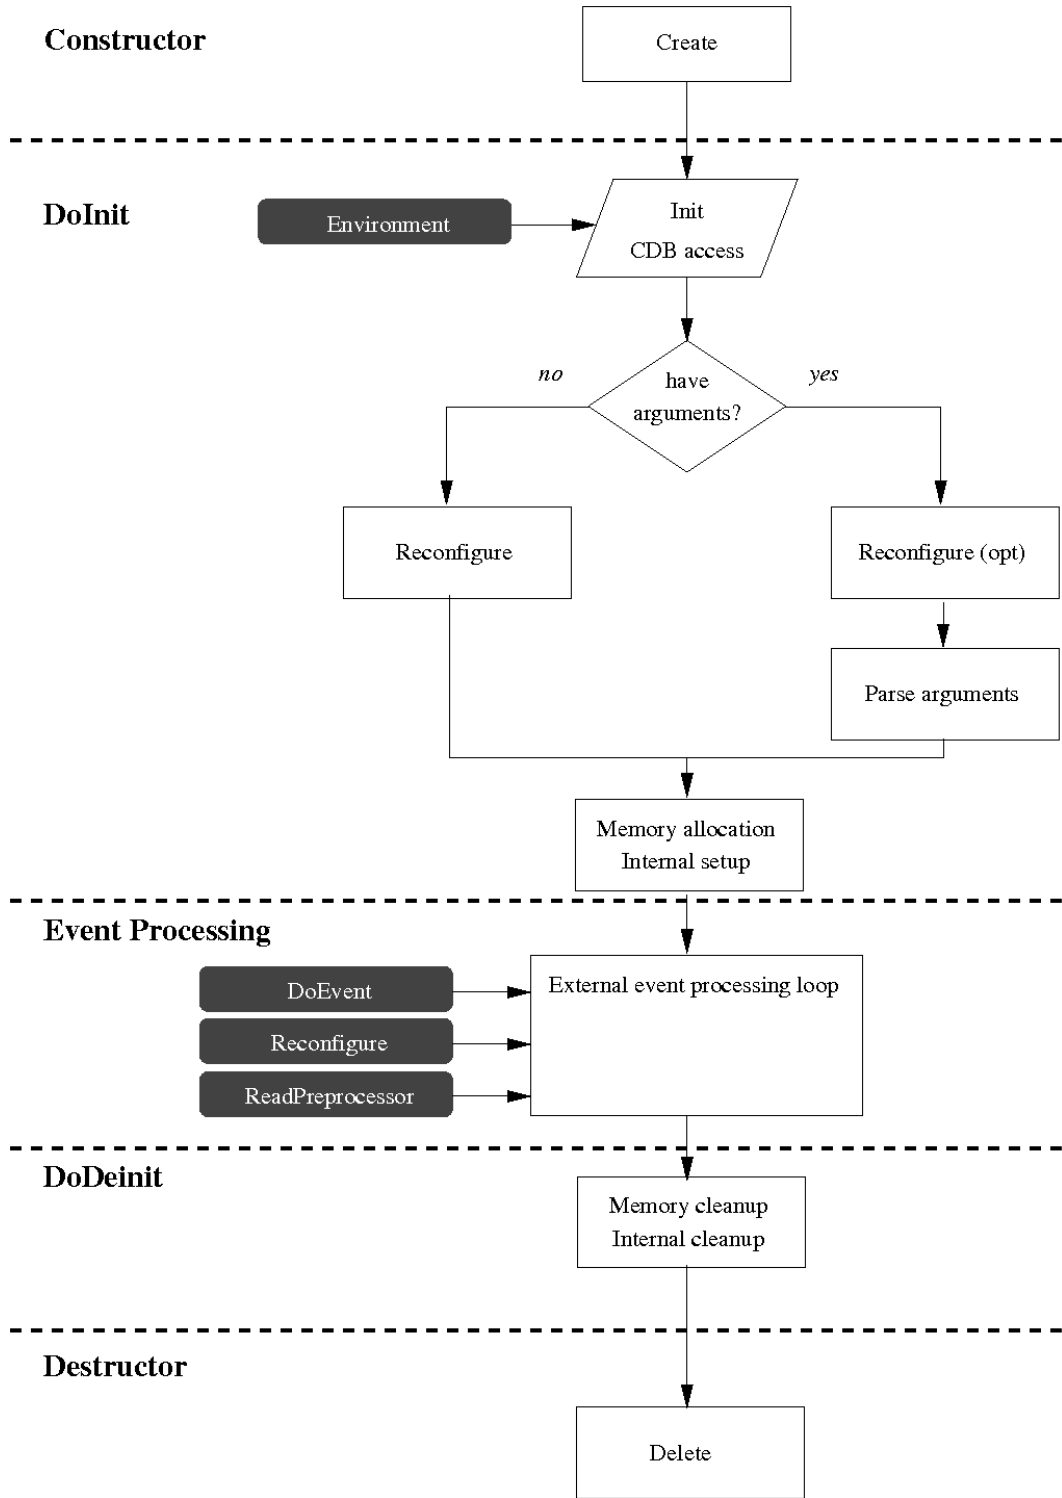 Constructor
Create
DoInit
Environment
Init
CDB access
no
have
arguments?
yes
Reconfigure
Reconfigure (opt)
Parse arguments
Memory allocation
Internal setup
Event Processing
DoEvent
External event processing loop
Reconfigure
ReadPreprocessor
DoDeinit
Memory cleanup
Internal cleanup
Destructor
Delete